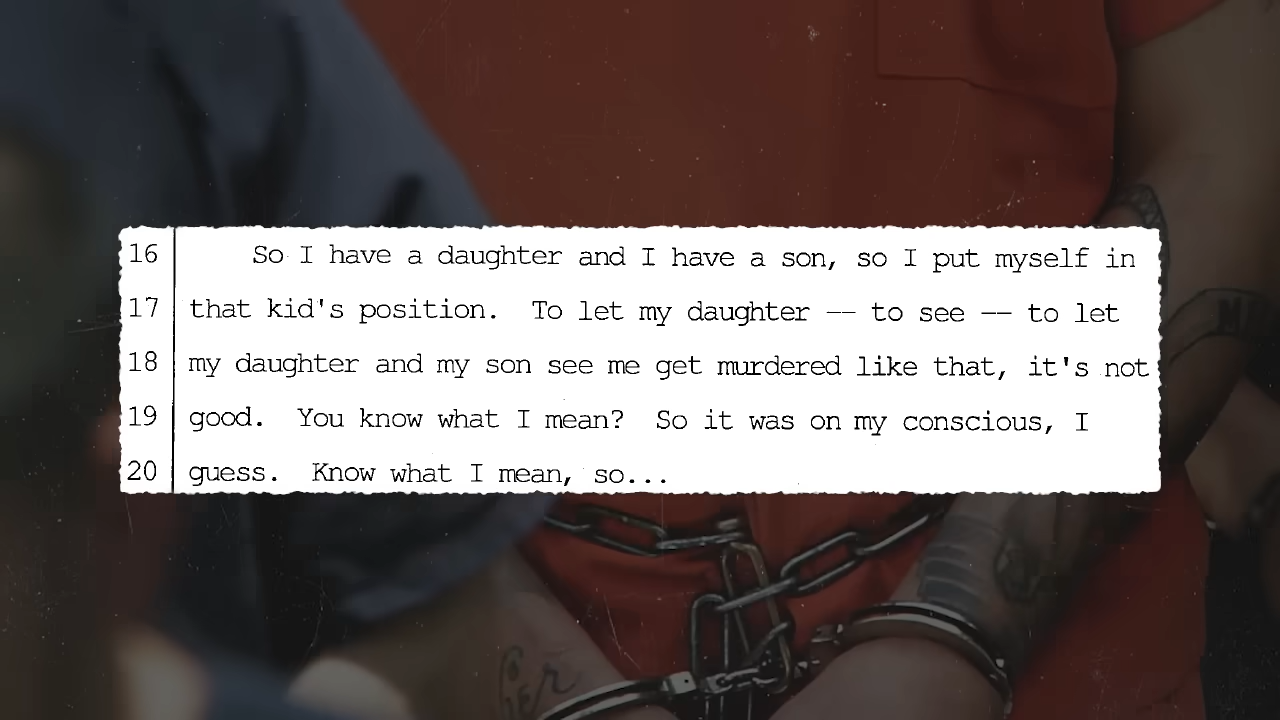 16 So I have a daughter and I have a son, so I put myself in
17 that kid's position. To let my daughter -- to see -- to let
18 my daughter and my son see me get murdered like that, it's not
19 good. You know what I mean? So it was on my conscious, I
20 guess. Know what I mean, so...